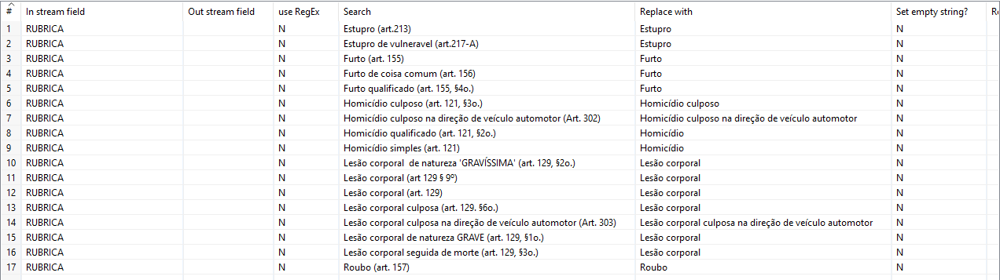 # In stream field Out stream field use RegEx Search Replace with Set empty string?
1 RUBRICA N Estupro (art.213) Estupro N
2 RUBRICA N Estupro de vulneravel (art.217-A) Estupro N
3 RUBRICA N Furto (art. 155) Furto N
4 RUBRICA N Furto de coisa comum (art. 156) Furto N
5 RUBRICA N Furto qualificado (art. 155, §4o.) Furto N
6 RUBRICA N Homicídio culposo (art. 121, §3o.) Homicídio culposo N
7 RUBRICA N Homicídio culposo na direção de veículo automotor (Art. 302) Homicídio culposo na direção de veículo automotor N
8 RUBRICA N Homicídio qualificado (art. 121, §2o.) Homicídio N
9 RUBRICA N Homicídio simples (art. 121) Homicídio N
10 RUBRICA N Lesão corporal  de natureza 'GRAVÍSSIMA' (art. 129, §2o.) Lesão corporal N
11 RUBRICA N Lesão corporal (art 129 § 9º) Lesão corporal N
12 RUBRICA N Lesão corporal (art. 129) Lesão corporal N
13 RUBRICA N Lesão corporal culposa (art. 129. §6o.) Lesão corporal N
14 RUBRICA N Lesão corporal culposa na direção de veículo automotor (Art. 303) Lesão corporal culposa na direção de veículo automotor N
15 RUBRICA N Lesão corporal de natureza GRAVE (art. 129, §1o.) Lesão corporal N
16 RUBRICA N Lesão corporal seguida de morte (art. 129, §3o.) Lesão corporal N
17 RUBRICA N Roubo (art. 157) Roubo N